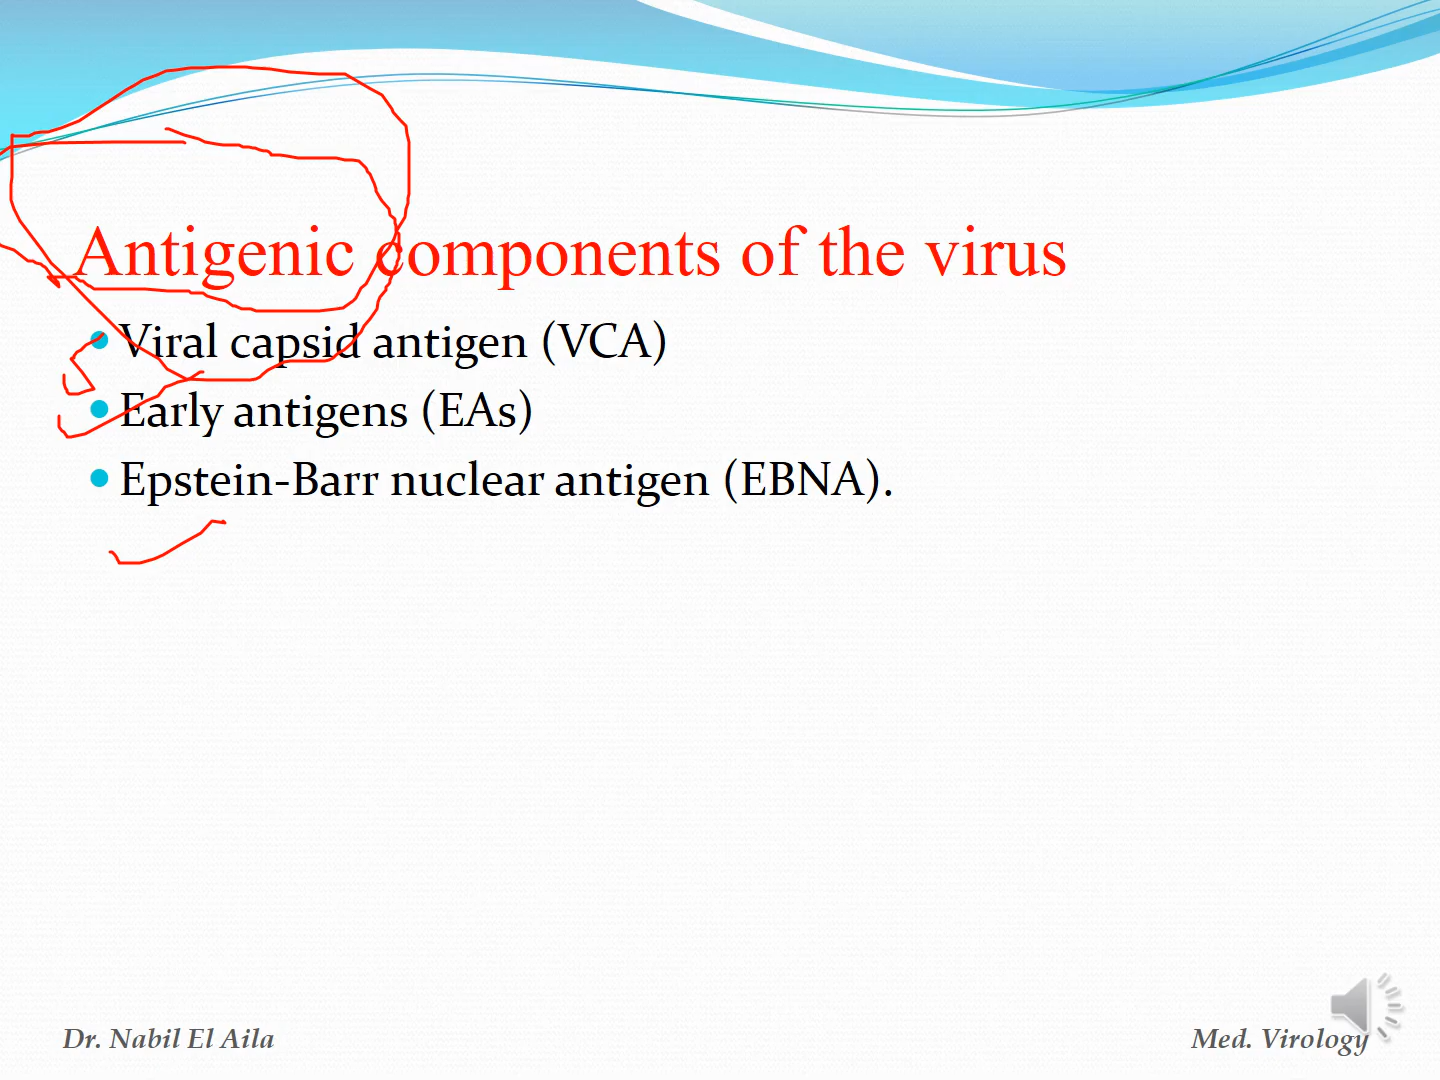 Antigenic components of the virus
Viral capsid antigen (VCA)
Early antigens (EAs)
Epstein-Barr nuclear antigen (EBNA).
Dr. Nabil El Aila
Med. Virology